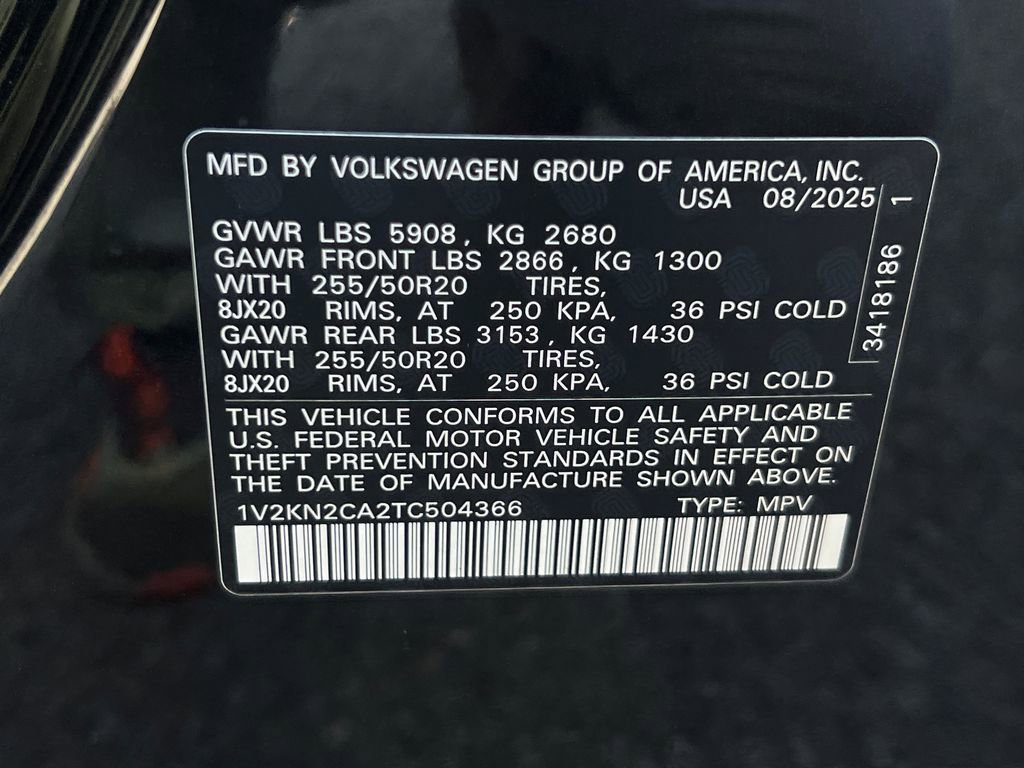 MFD BY VOLKSWAGEN GROUP OF AMERICA, INC.
USA 08/2025
GVWR LBS 5908, KG 2680
GAWR FRONT LBS 2866, KG 1300
WITH 255/50R20 TIRES,
8JX20 RIMS, AT 250 KPA, 36 PSI COLD
GAWR REAR LBS 3153, KG 1430
WITH 255/50R20 TIRES,
8JX20 RIMS, AT 250 KPA, 36 PSI COLD
THIS VEHICLE CONFORMS TO ALL APPLICABLE
U.S. FEDERAL MOTOR VEHICLE SAFETY AND
THEFT PREVENTION STANDARDS IN EFFECT ON
THE DATE OF MANUFACTURE SHOWN ABOVE.
1V2KN2CA2TC504366 TYPE: MPV
3418186 1